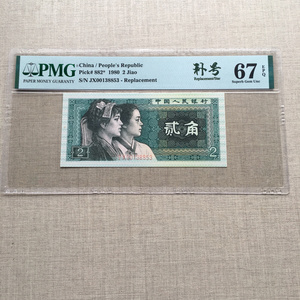 PMG
PAPER MONEY GUARANTY
China / People's Republic
Pick# 882* 1980 2 Jiao
S/N JX00138853 - Replacement
补号
Replacement/Star
67 EPQ
Superb Gem Unc
中国人民银行
贰角
2
2